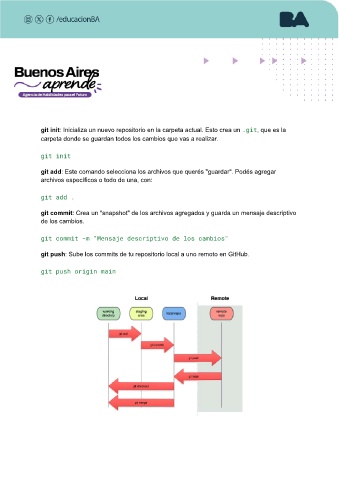 /educacionBA
BA
Buenos Aires
aprende
Agencia de Habilidades para el Futuro
git init: Inicializa un nuevo repositorio en la carpeta actual. Esto crea un .git, que es la
carpeta donde se guardan todos los cambios que vas a realizar.
git init
git add: Este comando selecciona los archivos que querés "guardar". Podés agregar
archivos específicos o todo de una, con:
git add .
git commit: Crea un "snapshot" de los archivos agregados y guarda un mensaje descriptivo
de los cambios.
git commit -m "Mensaje descriptivo de los cambios"
git push: Sube los commits de tu repositorio local a uno remoto en GitHub.
git push origin main
Local Remote
working
directory
staging
area
local repo
remote
repo
git add
git commit
git push
git checkout
git merge